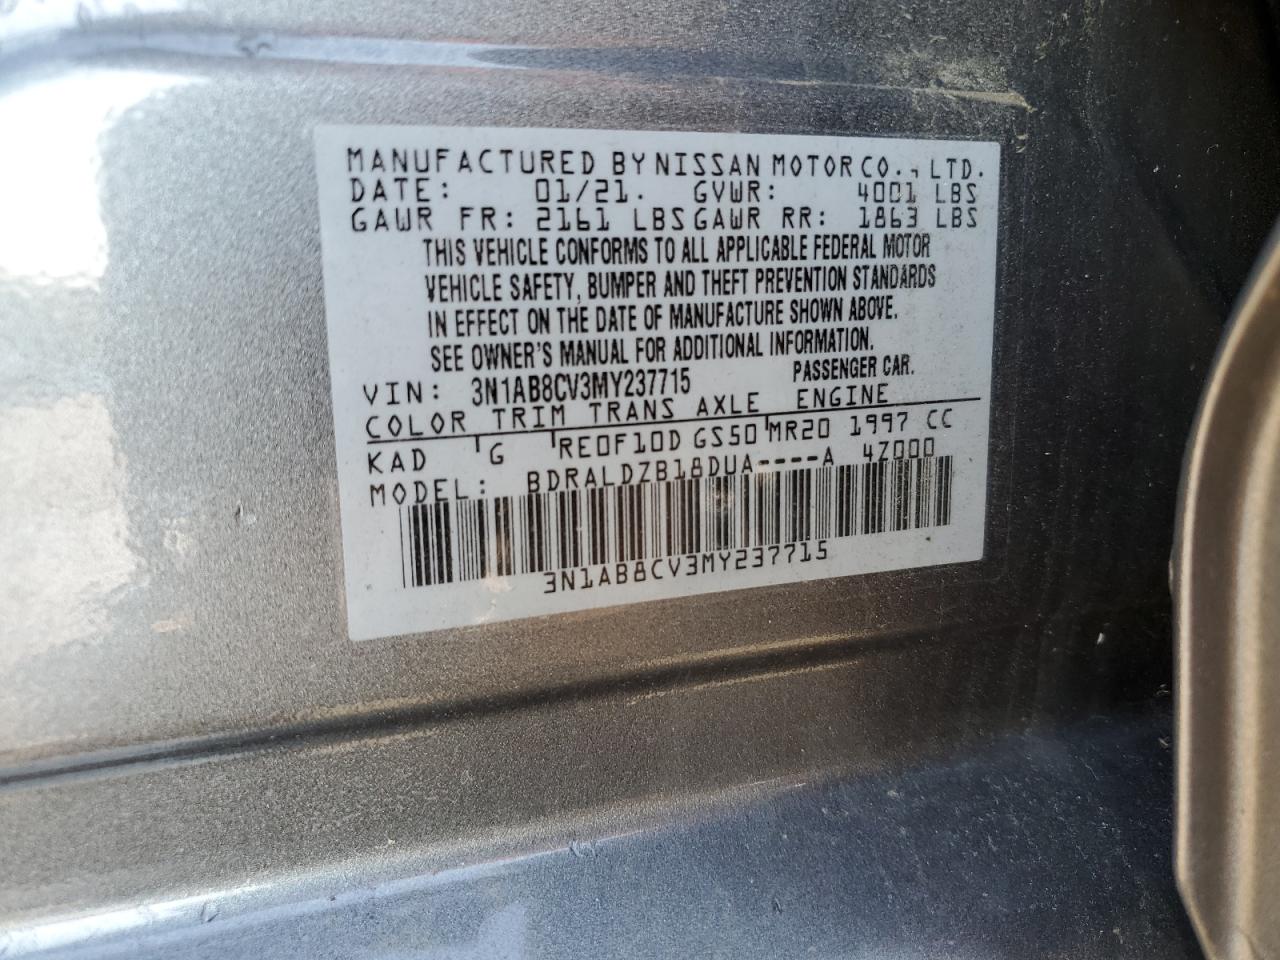 MANUFACTURED BY NISSAN MOTOR CO., LTD.
DATE: 01/21. GVWR: 4001 LBS
GAWR FR: 2161 LBS GAWR RR: 1863 LBS
THIS VEHICLE CONFORMS TO ALL APPLICABLE FEDERAL MOTOR
VEHICLE SAFETY, BUMPER AND THEFT PREVENTION STANDARDS
IN EFFECT ON THE DATE OF MANUFACTURE SHOWN ABOVE.
SEE OWNER'S MANUAL FOR ADDITIONAL INFORMATION.
VIN: 3N1AB8CV3MY237715 PASSENGER CAR.
COLOR TRIM TRANS AXLE ENGINE
KAD G RE0F10D GS50 MR20 1997 CC
MODEL: BDRALDZB18DUA----A 4Z000
3N1AB8CV3MY237715